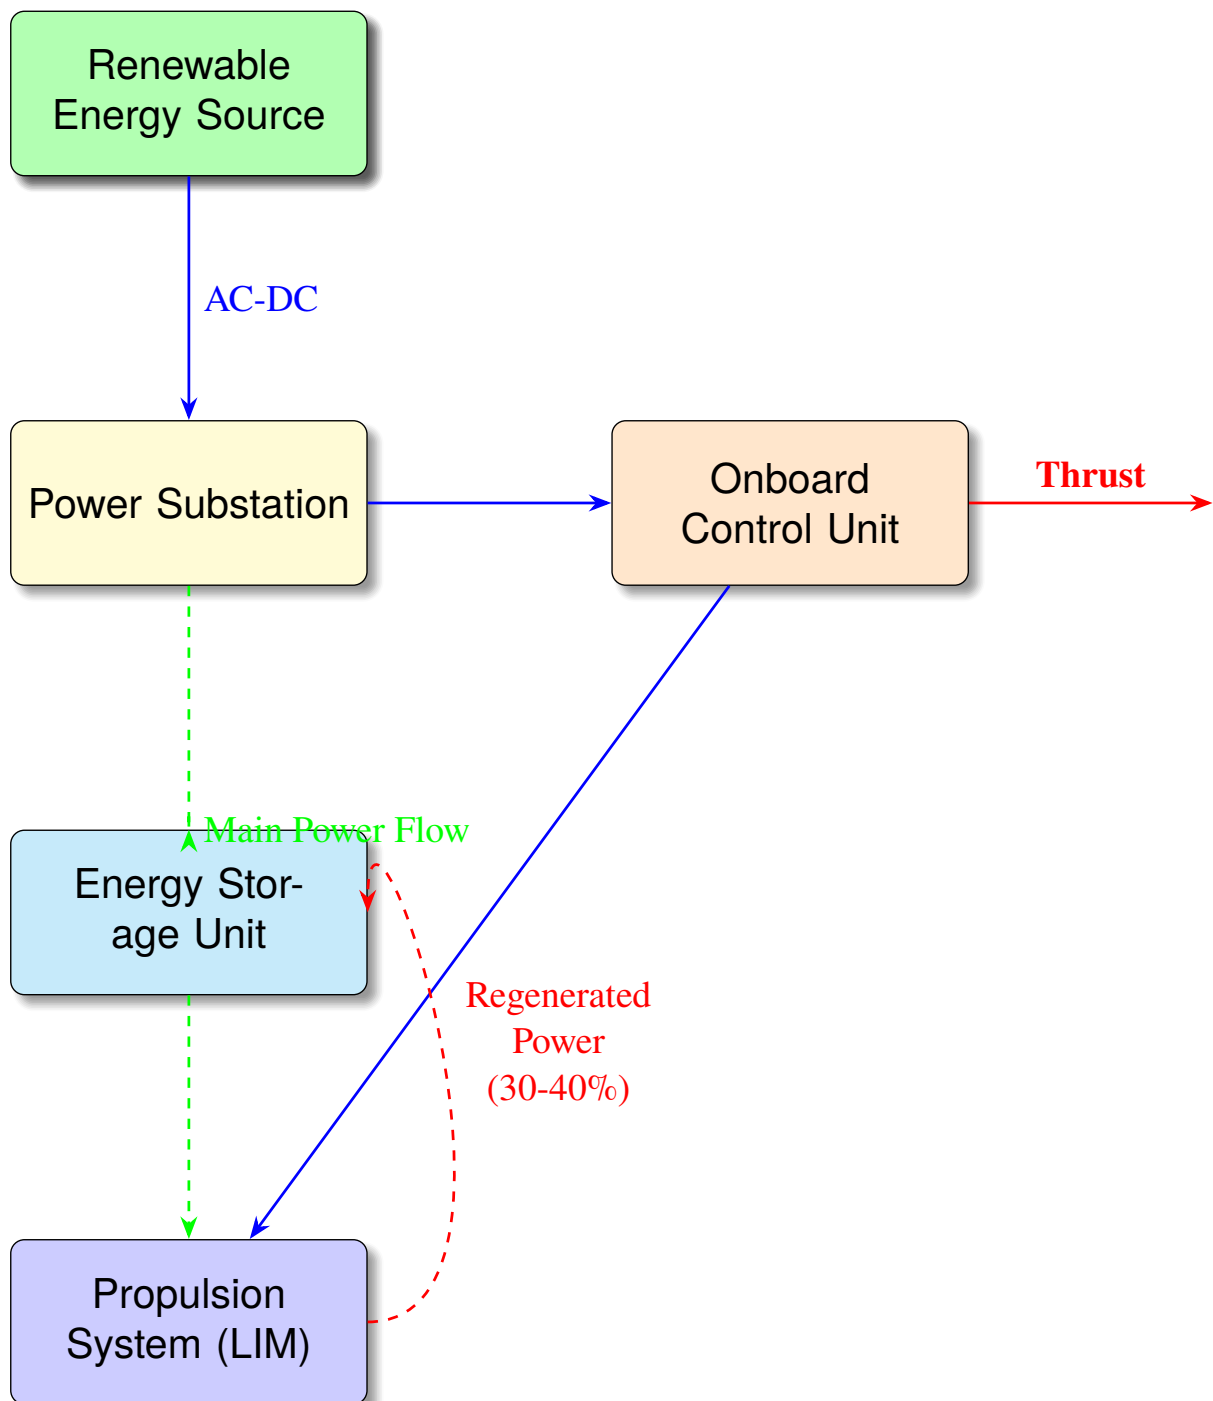 Renewable
Energy Source
AC-DC
Power Substation
Onboard
Control Unit
Thrust
Main Power Flow
Energy Stor-
age Unit
Regenerated
Power
(30-40%)
Propulsion
System (LIM)